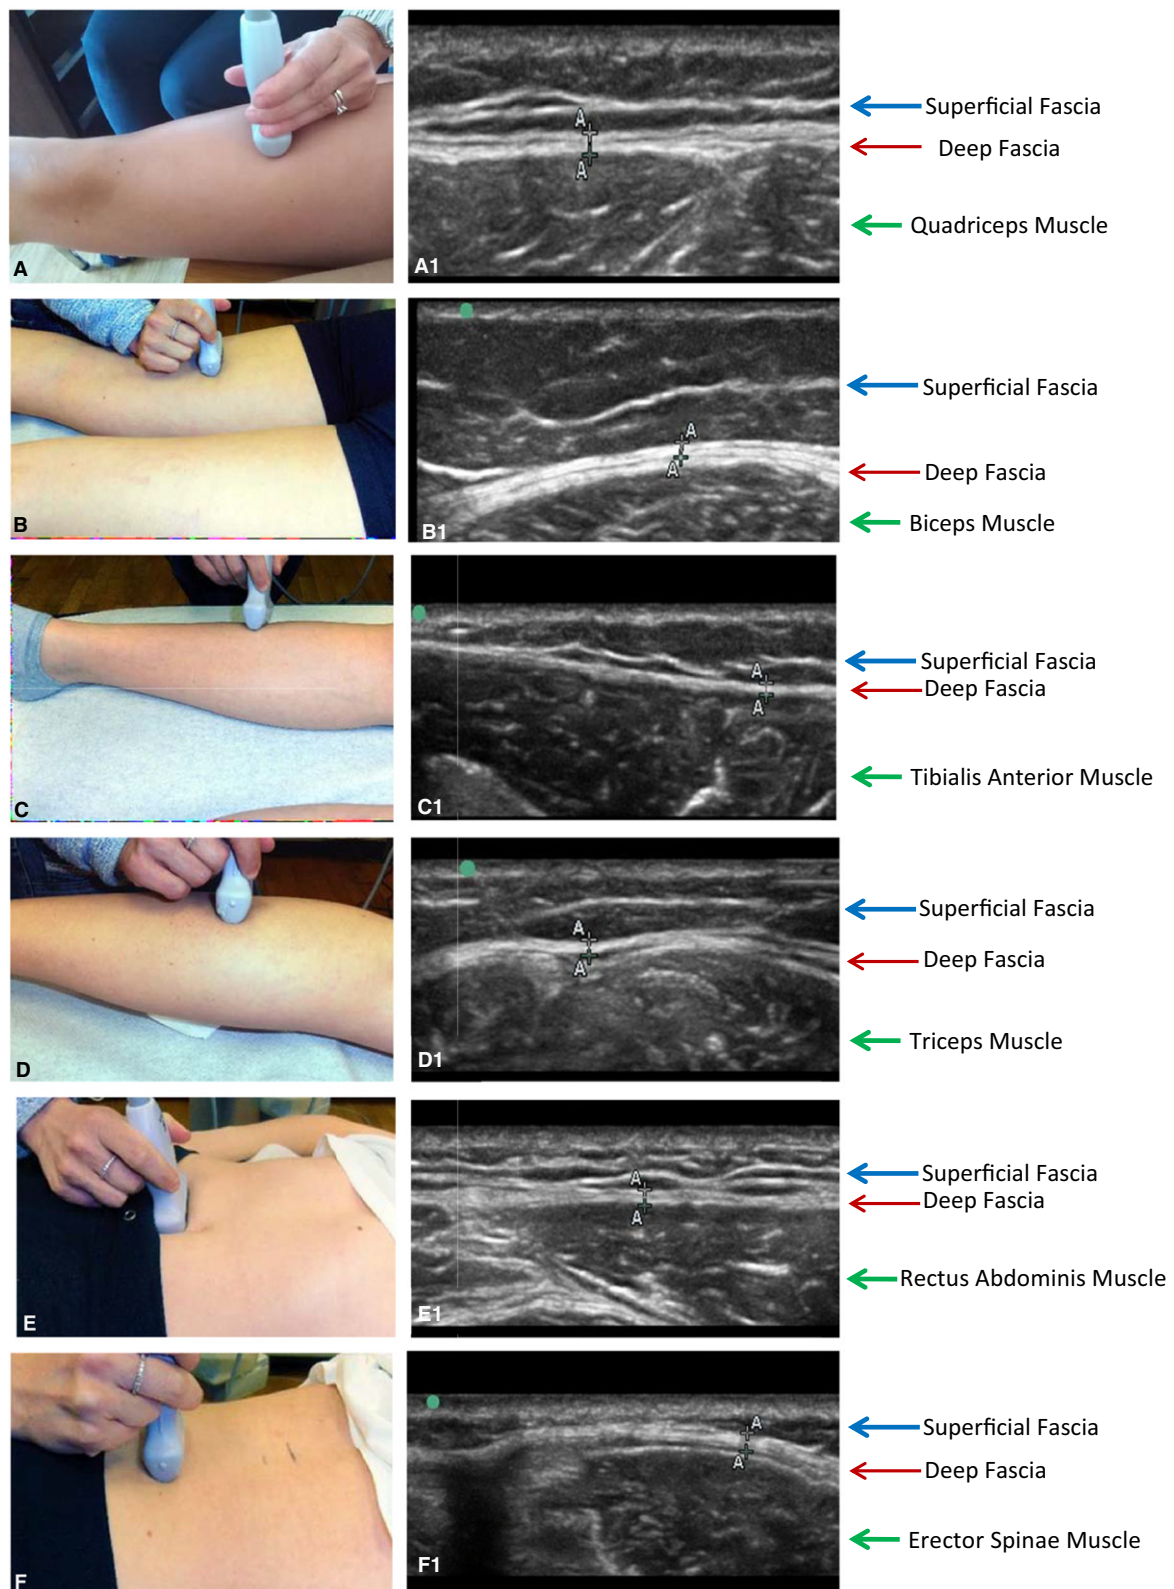 A
A1
A
A
Superficial Fascia
Deep Fascia
Quadriceps Muscle
B
B1
A
A
Superficial Fascia
Deep Fascia
Biceps Muscle
C
C1
A
A
Superficial Fascia
Deep Fascia
Tibialis Anterior Muscle
D
D1
A
A
Superficial Fascia
Deep Fascia
Triceps Muscle
E
E1
A
A
Superficial Fascia
Deep Fascia
Rectus Abdominis Muscle
F
F1
A
A
Superficial Fascia
Deep Fascia
Erector Spinae Muscle